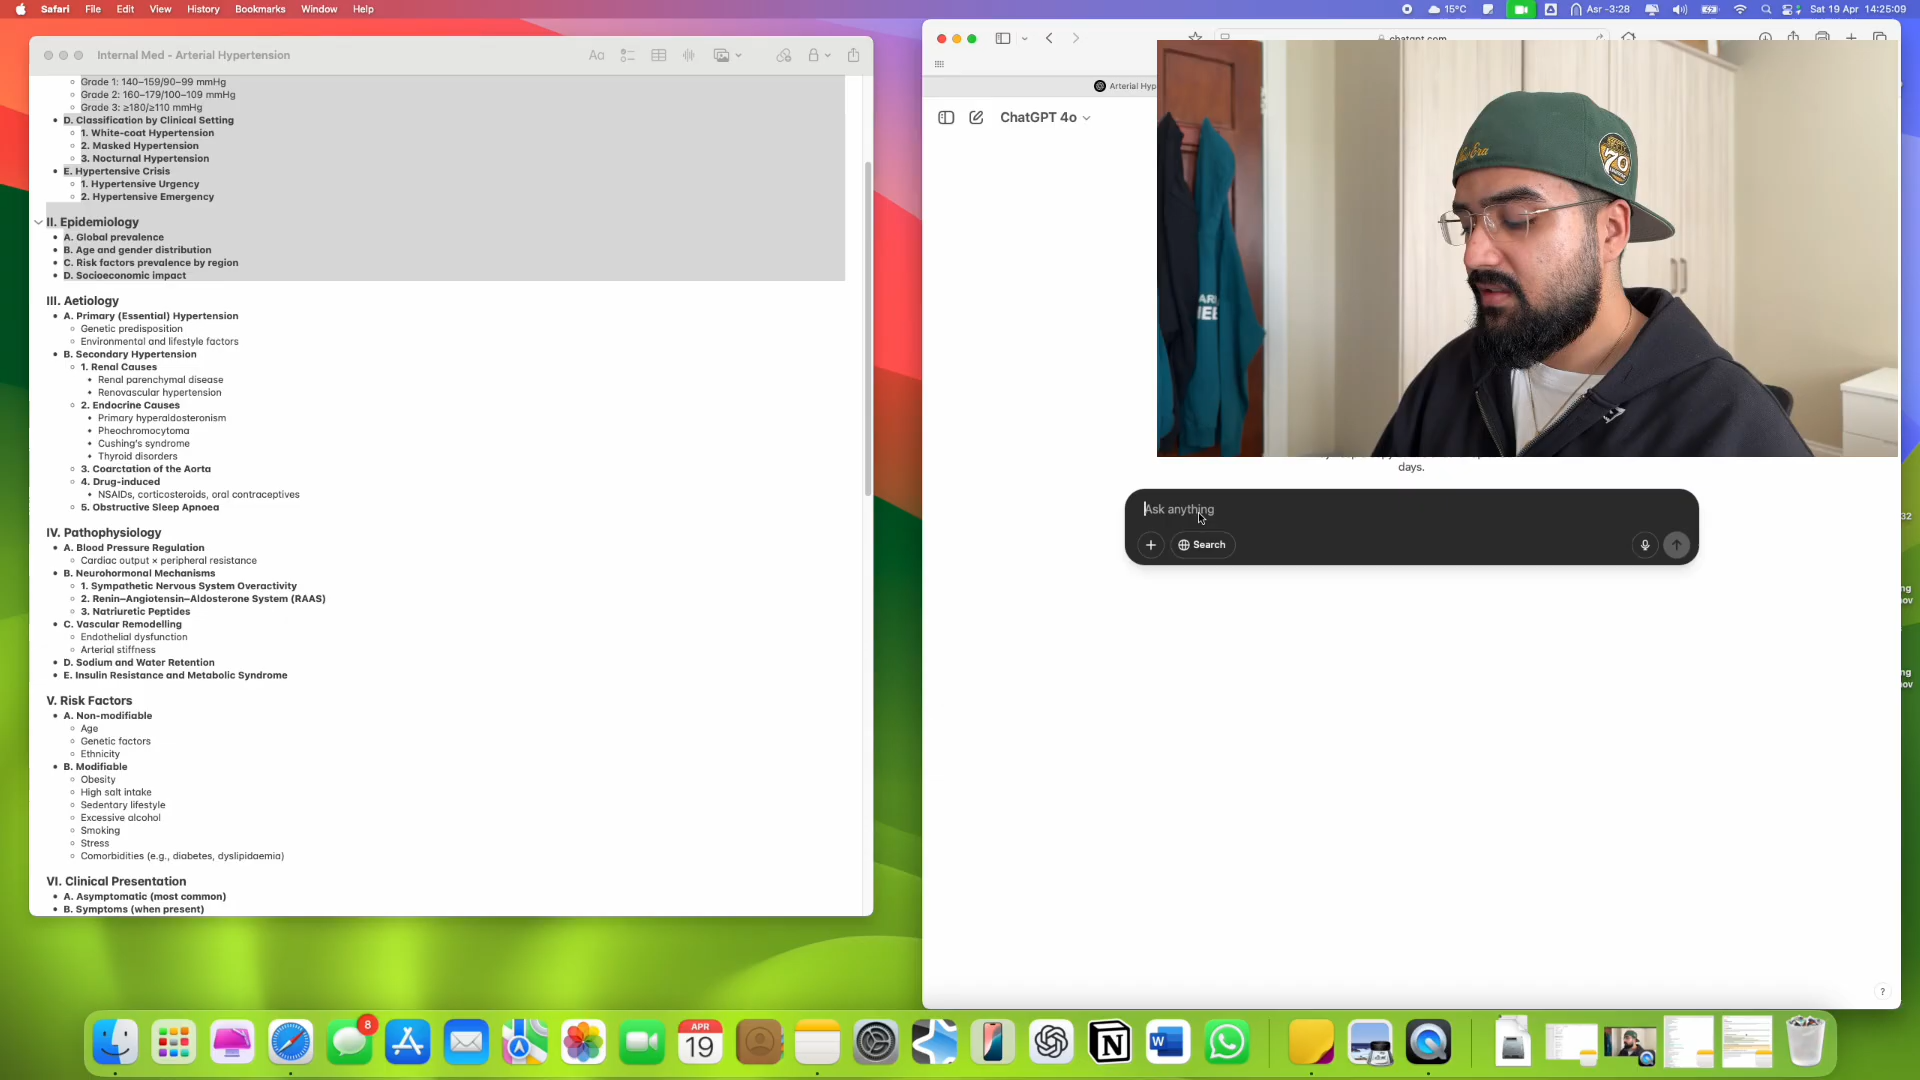 Safari File Edit View History Bookmarks Window Help
15°C Asr -3:28 Sat 19 Apr 14:25:09
Internal Med - Arterial Hypertension
Aa
Grade 1: 140–159/90–99 mmHg
Grade 2: 160–179/100–109 mmHg
Grade 3: ≥180/≥110 mmHg
D. Classification by Clinical Setting
1. White-coat Hypertension
2. Masked Hypertension
3. Nocturnal Hypertension
E. Hypertensive Crisis
1. Hypertensive Urgency
2. Hypertensive Emergency
II. Epidemiology
A. Global prevalence
B. Age and gender distribution
C. Risk factors prevalence by region
D. Socioeconomic impact
III. Aetiology
A. Primary (Essential) Hypertension
Genetic predisposition
Environmental and lifestyle factors
B. Secondary Hypertension
1. Renal Causes
Renal parenchymal disease
Renovascular hypertension
2. Endocrine Causes
Primary hyperaldosteronism
Pheochromocytoma
Cushing's syndrome
Thyroid disorders
3. Coarctation of the Aorta
4. Drug-induced
NSAIDs, corticosteroids, oral contraceptives
5. Obstructive Sleep Apnoea
IV. Pathophysiology
A. Blood Pressure Regulation
Cardiac output × peripheral resistance
B. Neurohormonal Mechanisms
1. Sympathetic Nervous System Overactivity
2. Renin–Angiotensin–Aldosterone System (RAAS)
3. Natriuretic Peptides
C. Vascular Remodelling
Endothelial dysfunction
Arterial stiffness
D. Sodium and Water Retention
E. Insulin Resistance and Metabolic Syndrome
V. Risk Factors
A. Non-modifiable
Age
Genetic factors
Ethnicity
B. Modifiable
Obesity
High salt intake
Sedentary lifestyle
Excessive alcohol
Smoking
Stress
Comorbidities (e.g., diabetes, dyslipidaemia)
VI. Clinical Presentation
A. Asymptomatic (most common)
B. Symptoms (when present)
chatgpt.com
Arterial Hyp
ChatGPT 4o
New Era
70
days.
Ask anything
Search
?
8
APR
19
N
W